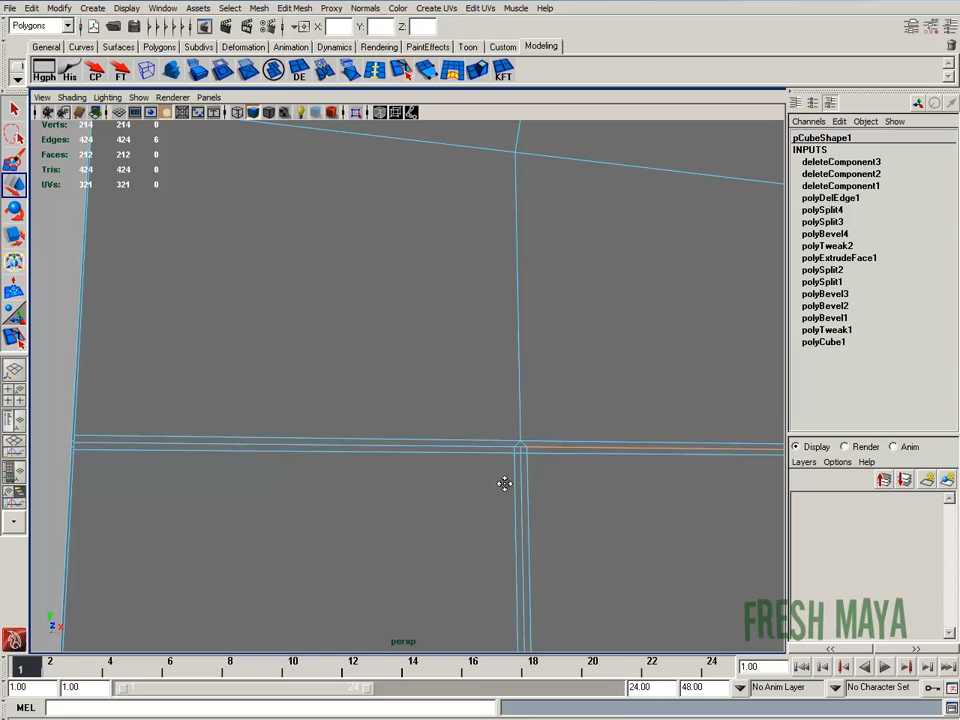 File Edit Modify Create Display Window Assets Select Mesh Edit Mesh Proxy Normals Color Create UVs Edit UVs Muscle Help
Polygons X: Y: Z:
General Curves Surfaces Polygons Subdivs Deformation Animation Dynamics Rendering PaintEffects Toon Custom Modeling
Hgph His CP FT DE KFT
View Shading Lighting Show Renderer Panels
Channels Edit Object Show
Verts: 214 214 0
Edges: 424 424 6
Faces: 212 212 0
Tris: 424 424 0
UVs: 321 321 0
pCubeShape1
INPUTS
deleteComponent3
deleteComponent2
deleteComponent1
polyDelEdge1
polySplit4
polySplit3
polyBevel4
polyTweak2
polyExtrudeFace1
polySplit2
polySplit1
polyBevel3
polyBevel2
polyBevel1
polyTweak1
polyCube1
Display Render Anim
Layers Options Help
FRESH MAYA
y
z x
persp
1 2 4 6 8 10 12 14 16 18 20 22 24 1.00
1.00 1.00 1 24 24.00 48.00 No Anim Layer No Character Set
MEL